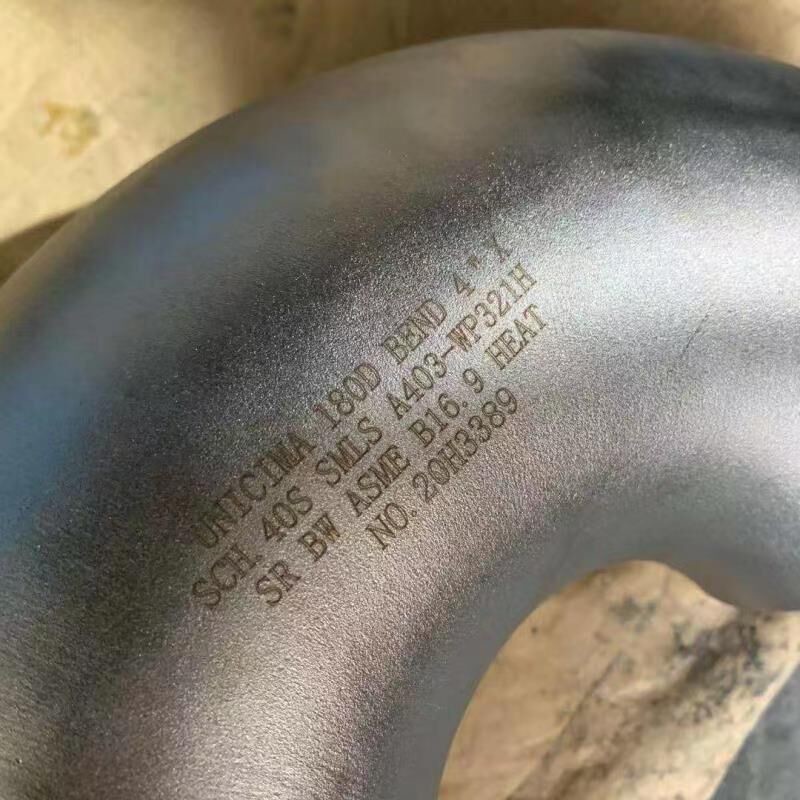 UNICIMA 180D BEND 4" X
SCH. 40S SMLS A403-WP321H
SR BW ASME B16.9 HEAT
NO. 20H3389